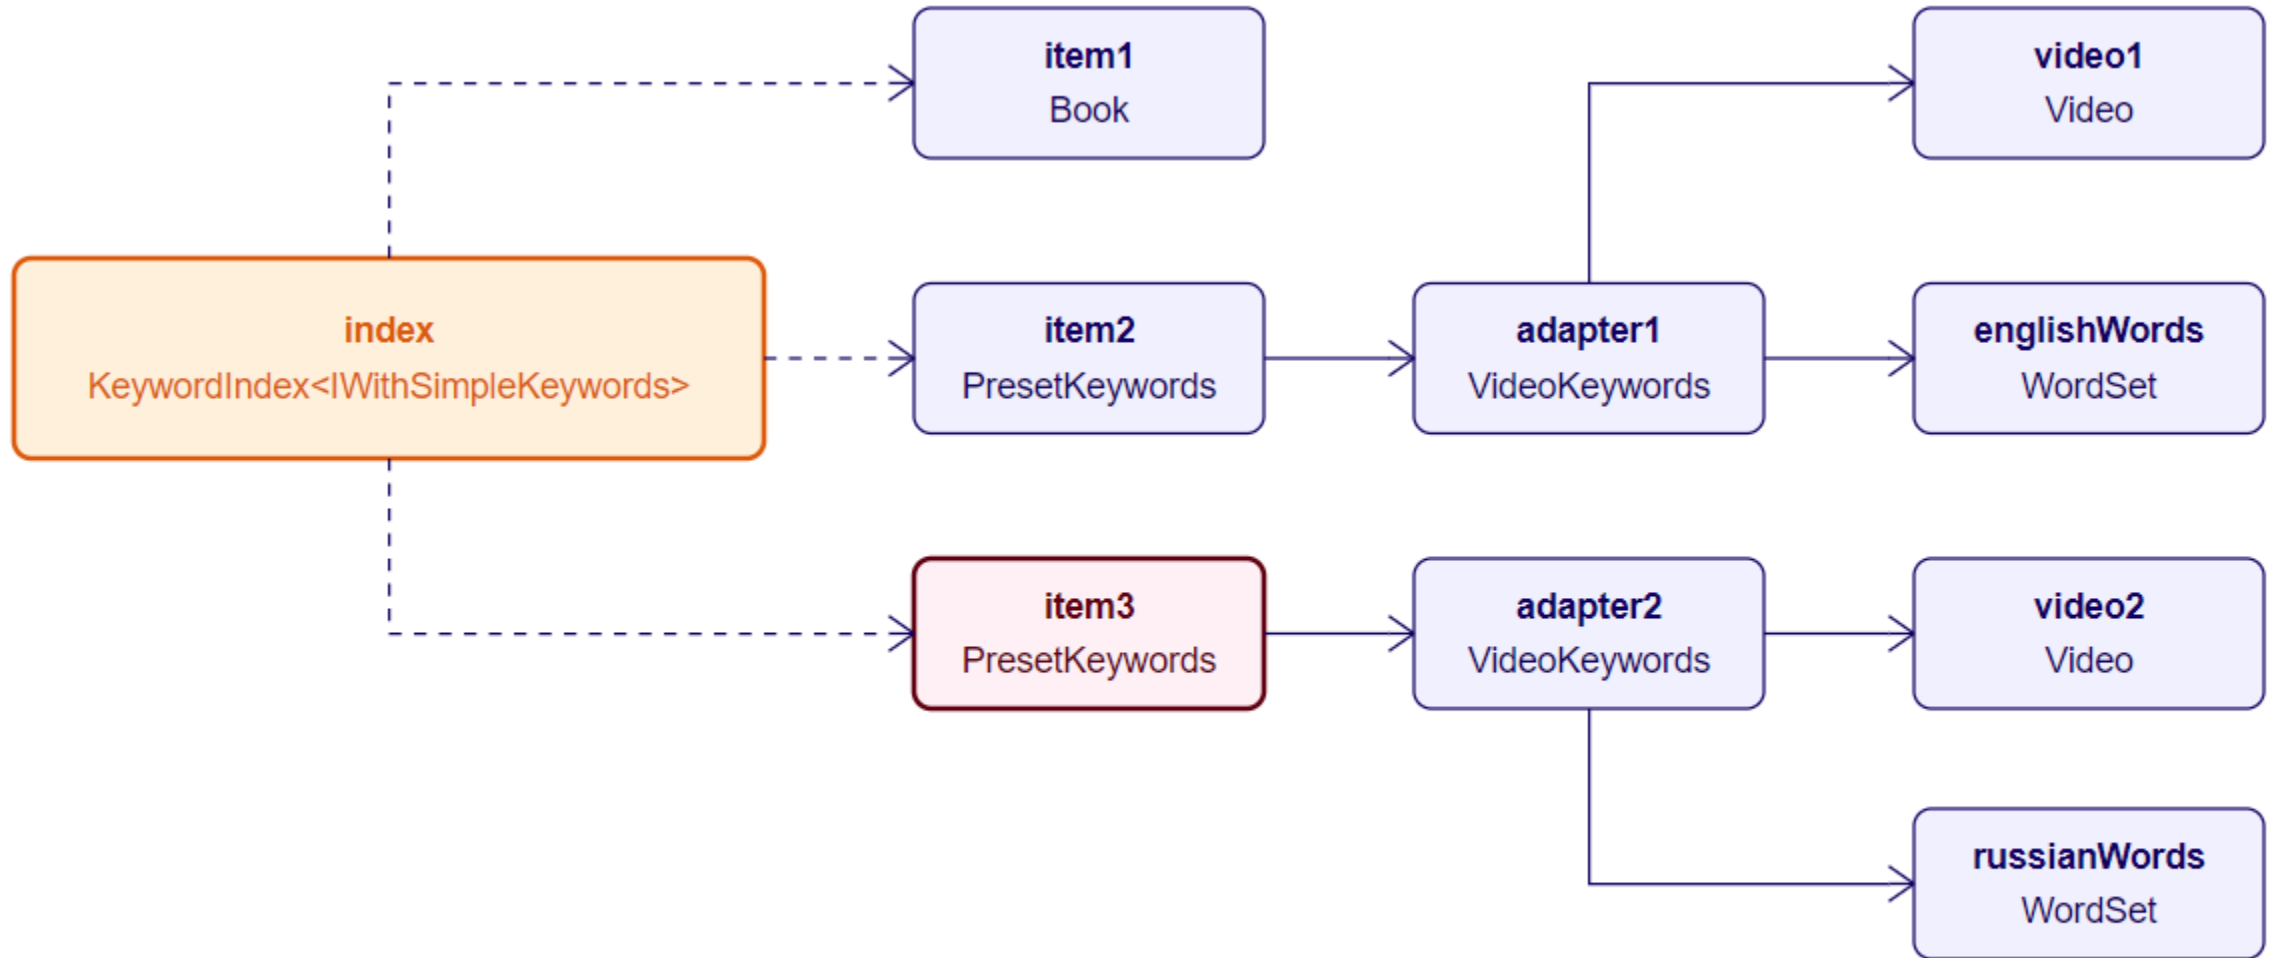 item1
Book
video1
Video
index
KeywordIndex<IWithSimpleKeywords>
item2
PresetKeywords
adapter1
VideoKeywords
englishWords
WordSet
item3
PresetKeywords
adapter2
VideoKeywords
video2
Video
russianWords
WordSet